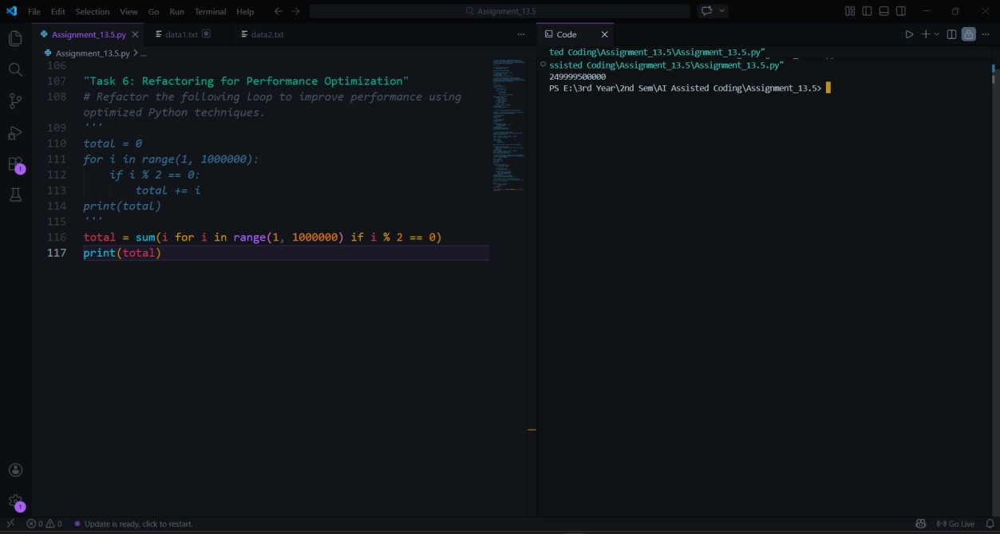 File Edit Selection View Go Run Terminal Help
Assignment_13.5
Assignment_13.5.py
data1.txt
data2.txt
Code
Assignment_13.5.py > ...
106
107 "Task 6: Refactoring for Performance Optimization"
108 # Refactor the following loop to improve performance using
optimized Python techniques.
109 '''
110 total = 0
111 for i in range(1, 1000000):
112 if i % 2 == 0:
113 total += i
114 print(total)
115 '''
116 total = sum(i for i in range(1, 1000000) if i % 2 == 0)
117 print(total)
ted Coding\Assignment_13.5\Assignment_13.5.py"
ssisted Coding\Assignment_13.5\Assignment_13.5.py"
249999500000
PS E:\3rd Year\2nd Sem\AI Assisted Coding\Assignment_13.5>
1
1
0 0 Update is ready, click to restart.
Go Live